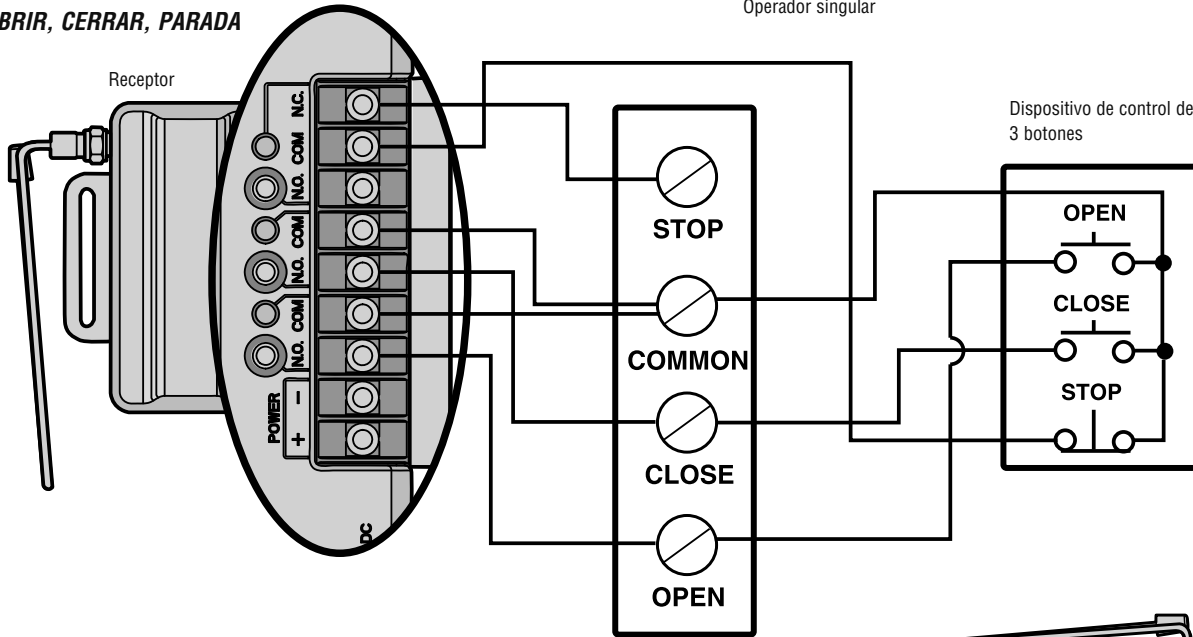 BRIR, CERRAR, PARADA
Operador singular
Receptor
Dispositivo de control de
3 botones
N.C.
COM
N.O.
COM
N.O.
COM
N.O.
POWER
-
+
DC
STOP
COMMON
CLOSE
OPEN
OPEN
CLOSE
STOP